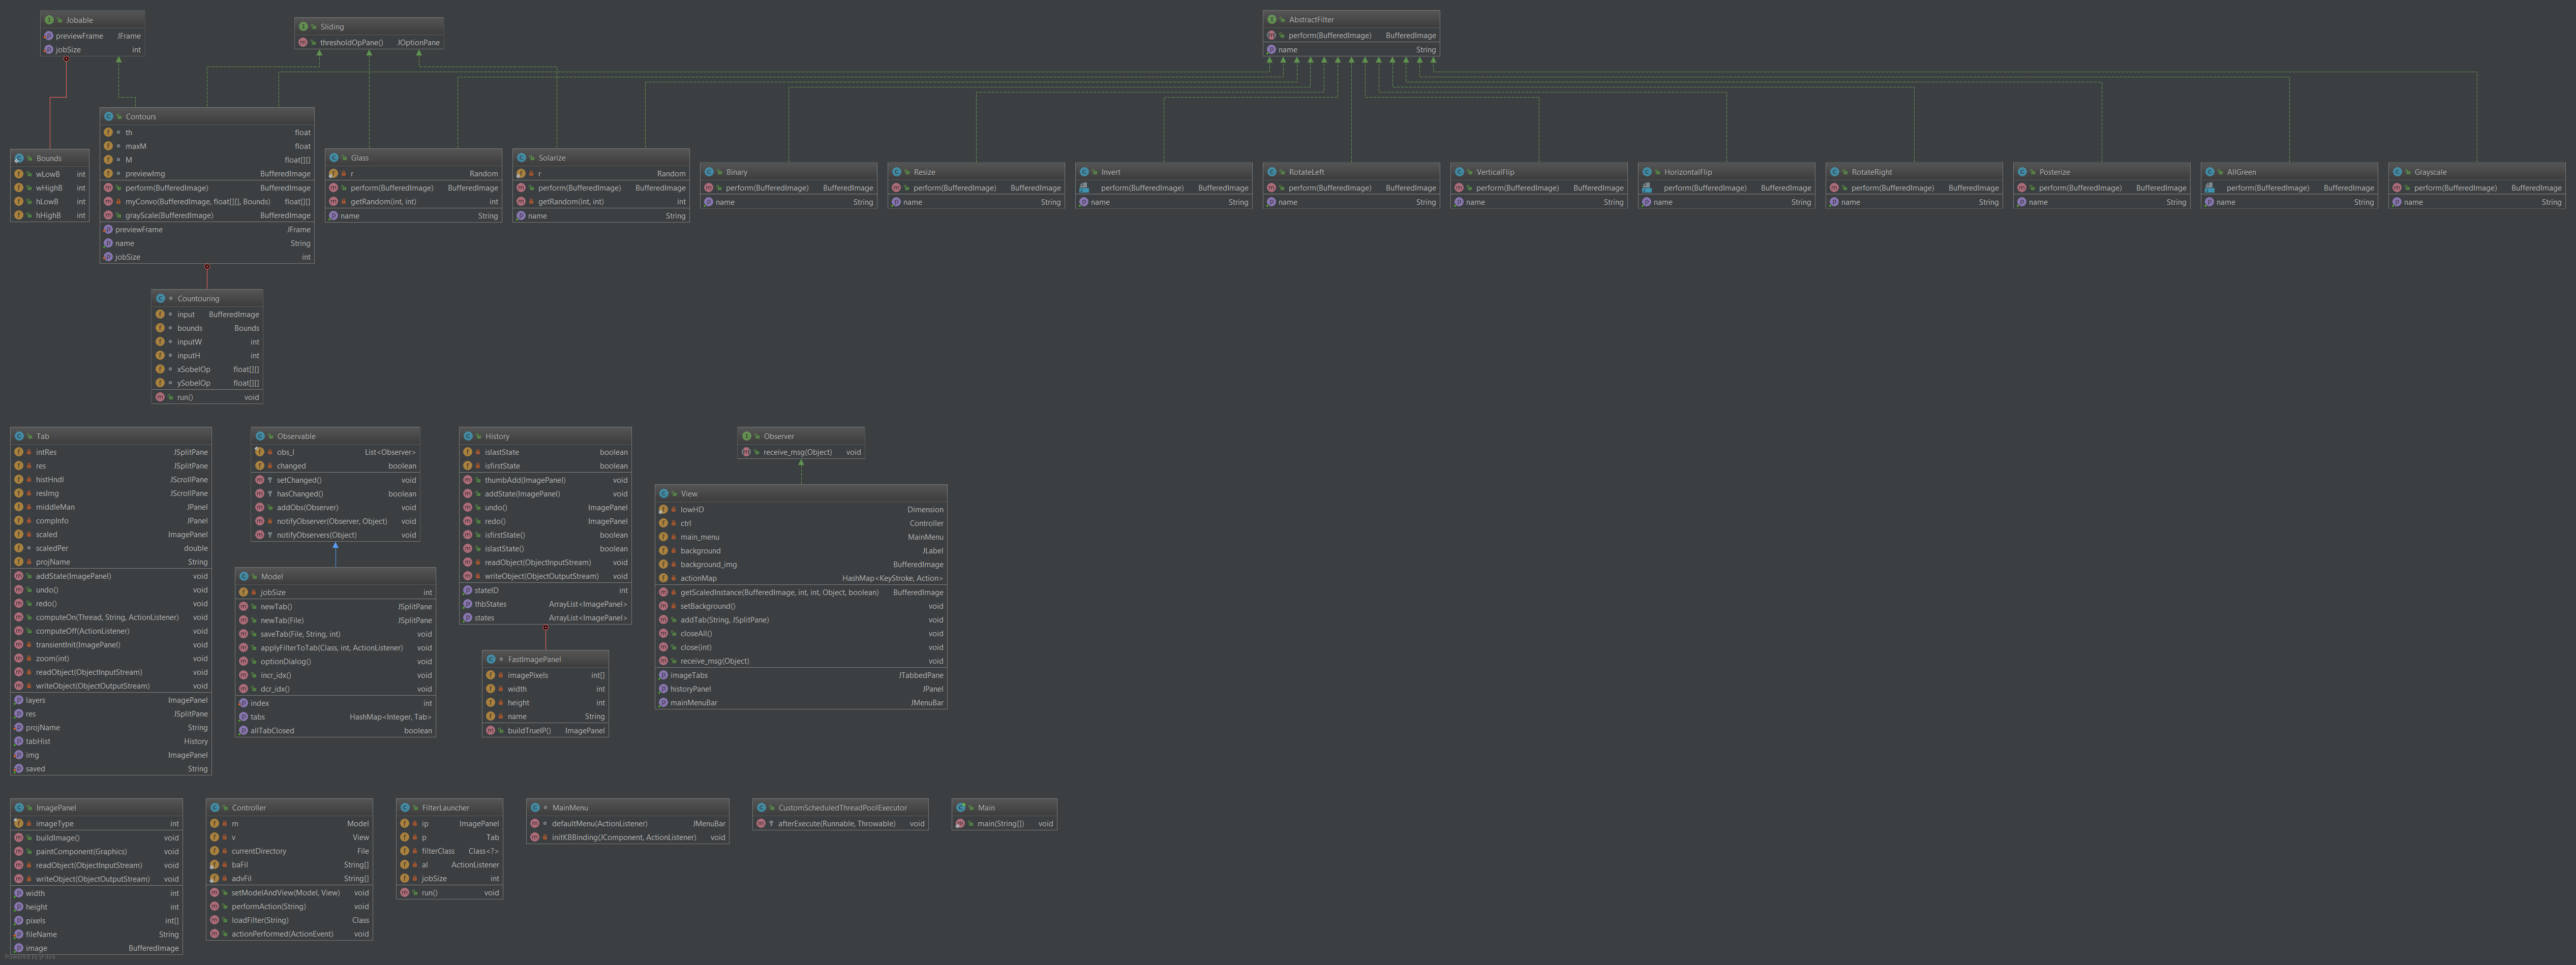 Jobable
previewFrame JFrame
jobSize int
Sliding
thresholdOpPane() JOptionPane
AbstractFilter
perform(BufferedImage) BufferedImage
name String
Bounds
wLowB int
wHighB int
hLowB int
hHighB int
Contours
th float
maxM float
M float[][]
previewImg BufferedImage
perform(BufferedImage) BufferedImage
myConvo(BufferedImage, float[][], Bounds) float[][]
grayScale(BufferedImage) BufferedImage
previewFrame JFrame
name String
jobSize int
Glass
r Random
perform(BufferedImage) BufferedImage
getRandom(int, int) int
name String
Solarize
r Random
perform(BufferedImage) BufferedImage
getRandom(int, int) int
name String
Binary
perform(BufferedImage) BufferedImage
name String
Resize
perform(BufferedImage) BufferedImage
name String
Invert
perform(BufferedImage) BufferedImage
name String
RotateLeft
perform(BufferedImage) BufferedImage
name String
VerticalFlip
perform(BufferedImage) BufferedImage
name String
HorizontalFlip
perform(BufferedImage) BufferedImage
name String
RotateRight
perform(BufferedImage) BufferedImage
name String
Posterize
perform(BufferedImage) BufferedImage
name String
AllGreen
perform(BufferedImage) BufferedImage
name String
Grayscale
perform(BufferedImage) BufferedImage
name String
Countouring
input BufferedImage
bounds Bounds
inputW int
inputH int
xSobelOp float[][]
ySobelOp float[][]
run() void
Tab
intRes JSplitPane
res JSplitPane
histHndl JScrollPane
resImg JScrollPane
middleMan JPanel
compInfo JPanel
scaled ImagePanel
scaledPer double
projName String
addState(ImagePanel) void
undo() void
redo() void
computeOn(Thread, String, ActionListener) void
computeOff(ActionListener) void
transientInit(ImagePanel) void
zoom(int) void
readObject(ObjectInputStream) void
writeObject(ObjectOutputStream) void
layers ImagePanel
res JSplitPane
projName String
tabHist History
img ImagePanel
saved String
Observable
obs_l List<Observer>
changed boolean
setChanged() void
hasChanged() boolean
addObs(Observer) void
notifyObserver(Observer, Object) void
notifyObservers(Object) void
Model
jobSize int
newTab() JSplitPane
newTab(File) JSplitPane
saveTab(File, String, int) void
applyFilterToTab(Class, int, ActionListener) void
optionDialog() void
incr_idx() void
dcr_idx() void
index int
tabs HashMap<Integer, Tab>
allTabClosed boolean
History
islastState boolean
isfirstState boolean
thumbAdd(ImagePanel) void
addState(ImagePanel) void
undo() ImagePanel
redo() ImagePanel
isfirstState() boolean
islastState() boolean
readObject(ObjectInputStream) void
writeObject(ObjectOutputStream) void
stateID int
thbStates ArrayList<ImagePanel>
states ArrayList<ImagePanel>
FastImagePanel
imagePixels int[]
width int
height int
name String
buildTrueIP() ImagePanel
Observer
receive_msg(Object) void
View
lowHD Dimension
ctrl Controller
main_menu MainMenu
background JLabel
background_img BufferedImage
actionMap HashMap<KeyStroke, Action>
getScaledInstance(BufferedImage, int, int, Object, boolean) BufferedImage
setBackground() void
addTab(String, JSplitPane) void
closeAll() void
close(int) void
receive_msg(Object) void
imageTabs JTabbedPane
historyPanel JPanel
mainMenuBar JMenuBar
ImagePanel
imageType int
buildImage() void
paintComponent(Graphics) void
readObject(ObjectInputStream) void
writeObject(ObjectOutputStream) void
width int
height int
pixels int[]
fileName String
image BufferedImage
Controller
m Model
v View
currentDirectory File
baFil String[]
advFil String[]
setModelAndView(Model, View) void
performAction(String) void
loadFilter(String) Class
actionPerformed(ActionEvent) void
FilterLauncher
ip ImagePanel
p Tab
filterClass Class<?>
al ActionListener
jobSize int
run() void
MainMenu
defaultMenu(ActionListener) JMenuBar
initKBBinding(JComponent, ActionListener) void
CustomScheduledThreadPoolExecutor
afterExecute(Runnable, Throwable) void
Main
main(String[]) void
Powered by yFiles